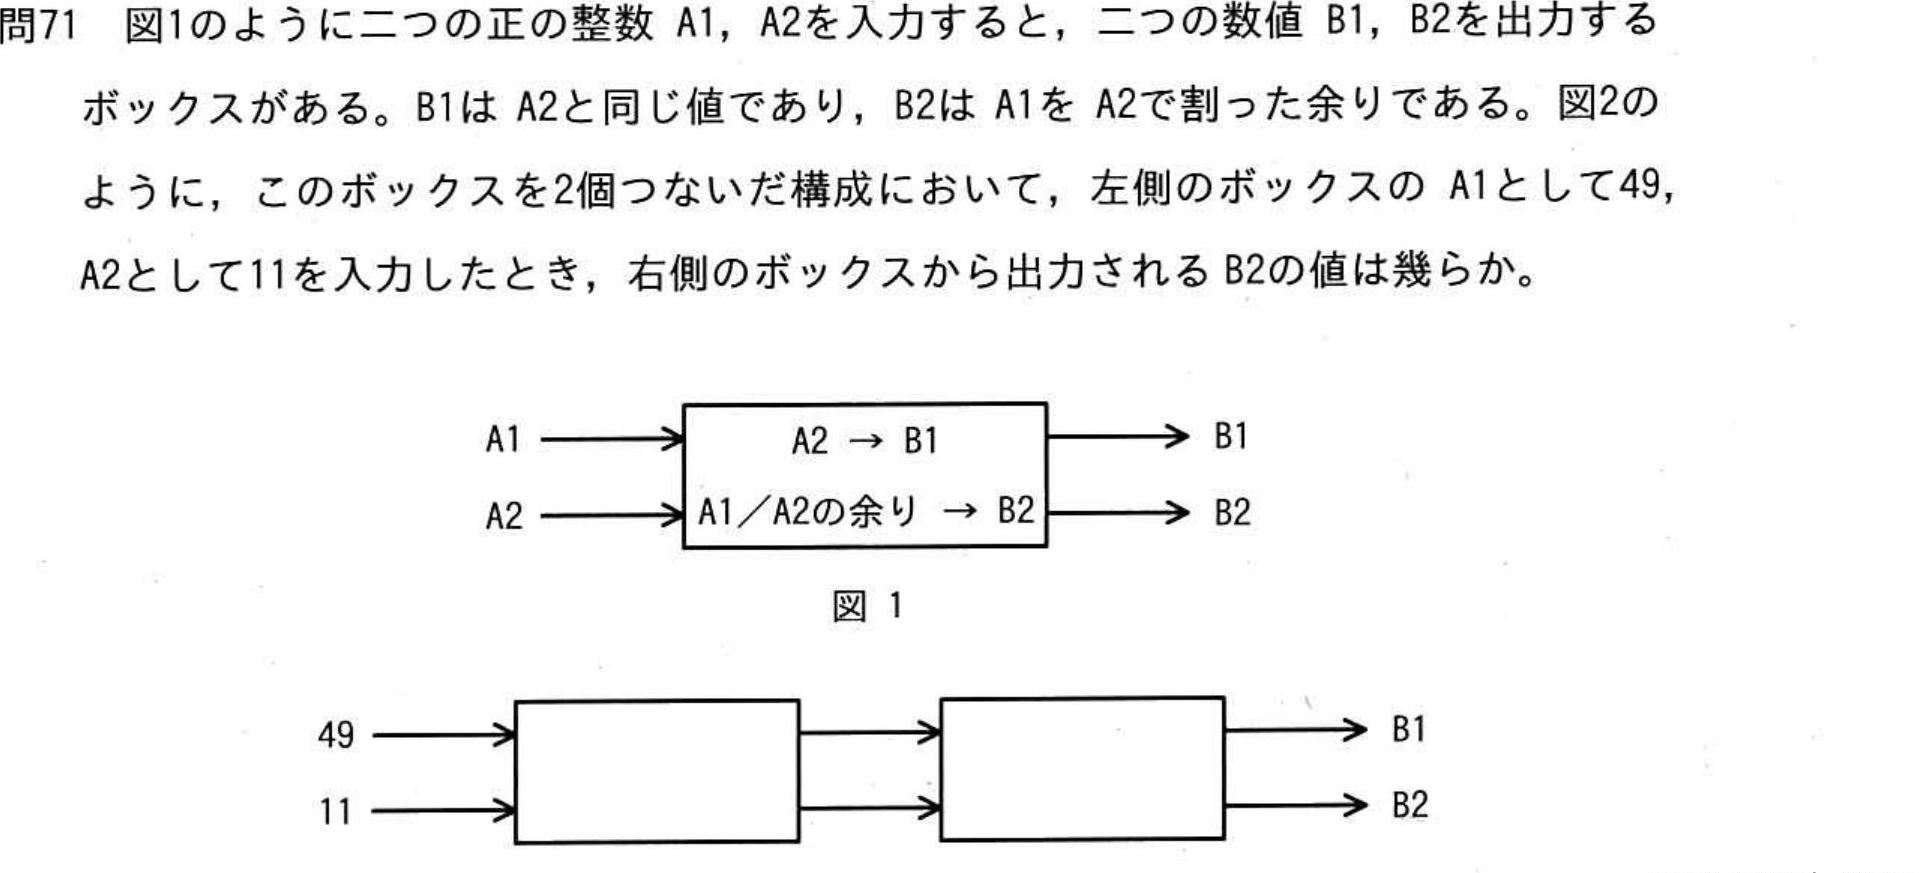 問71 図1のように二つの正の整数 A1，A2を入力すると，二つの数値 B1，B2を出力する
ボックスがある。B1は A2と同じ値であり，B2は A1を A2で割った余りである。図2の
ように，このボックスを2個つないだ構成において，左側のボックスの A1として49，
A2として11を入力したとき，右側のボックスから出力される B2の値は幾らか。
A1 A2 → B1 B1
A2 A1／A2の余り → B2 B2
図 1
49 B1
11 B2